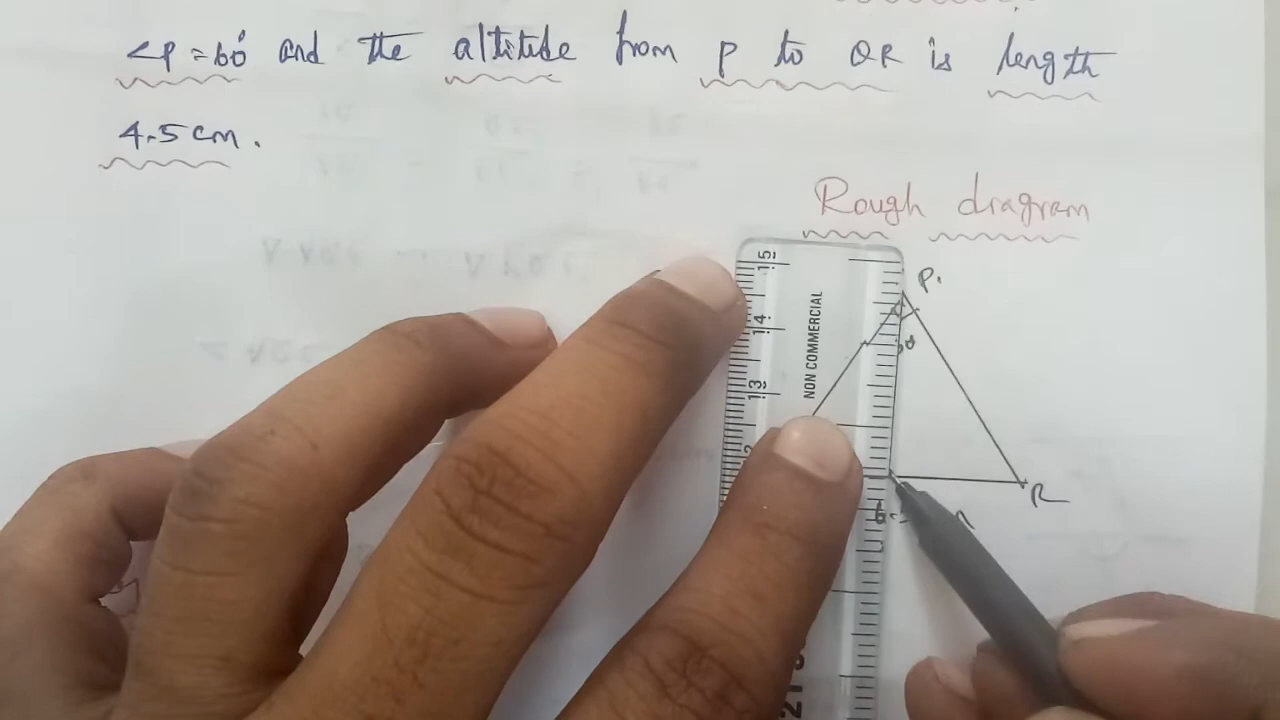 ∠P = 60° and the altitude from P to QR is length
4.5 cm.
Rough diagram
P
R
15
14
13
NON COMMERCIAL